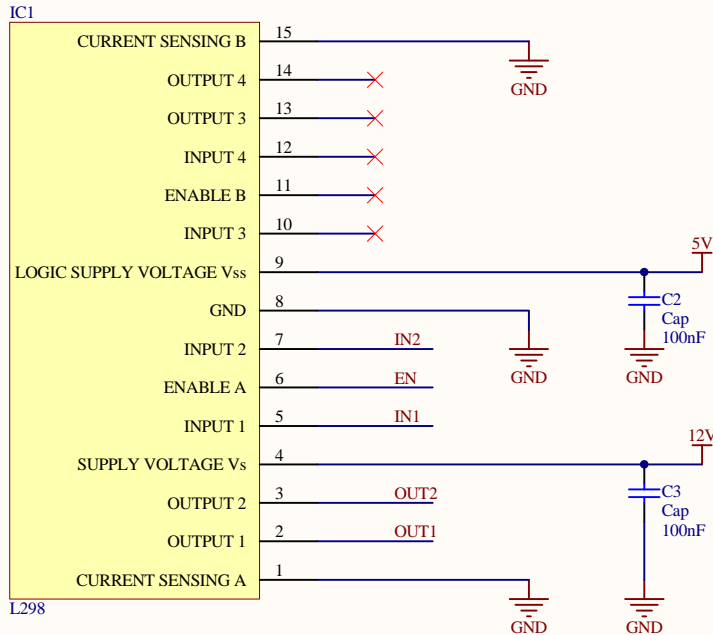 IC1
CURRENT SENSING B 15
GND
OUTPUT 4 14
OUTPUT 3 13
INPUT 4 12
ENABLE B 11
INPUT 3 10
5V
LOGIC SUPPLY VOLTAGE Vss 9
C2
Cap
100nF
GND 8
GND
GND
INPUT 2 7 IN2
ENABLE A 6 EN
INPUT 1 5 IN1
12V
SUPPLY VOLTAGE Vs 4
C3
Cap
100nF
OUTPUT 2 3 OUT2
OUTPUT 1 2 OUT1
CURRENT SENSING A 1
GND
GND
L298